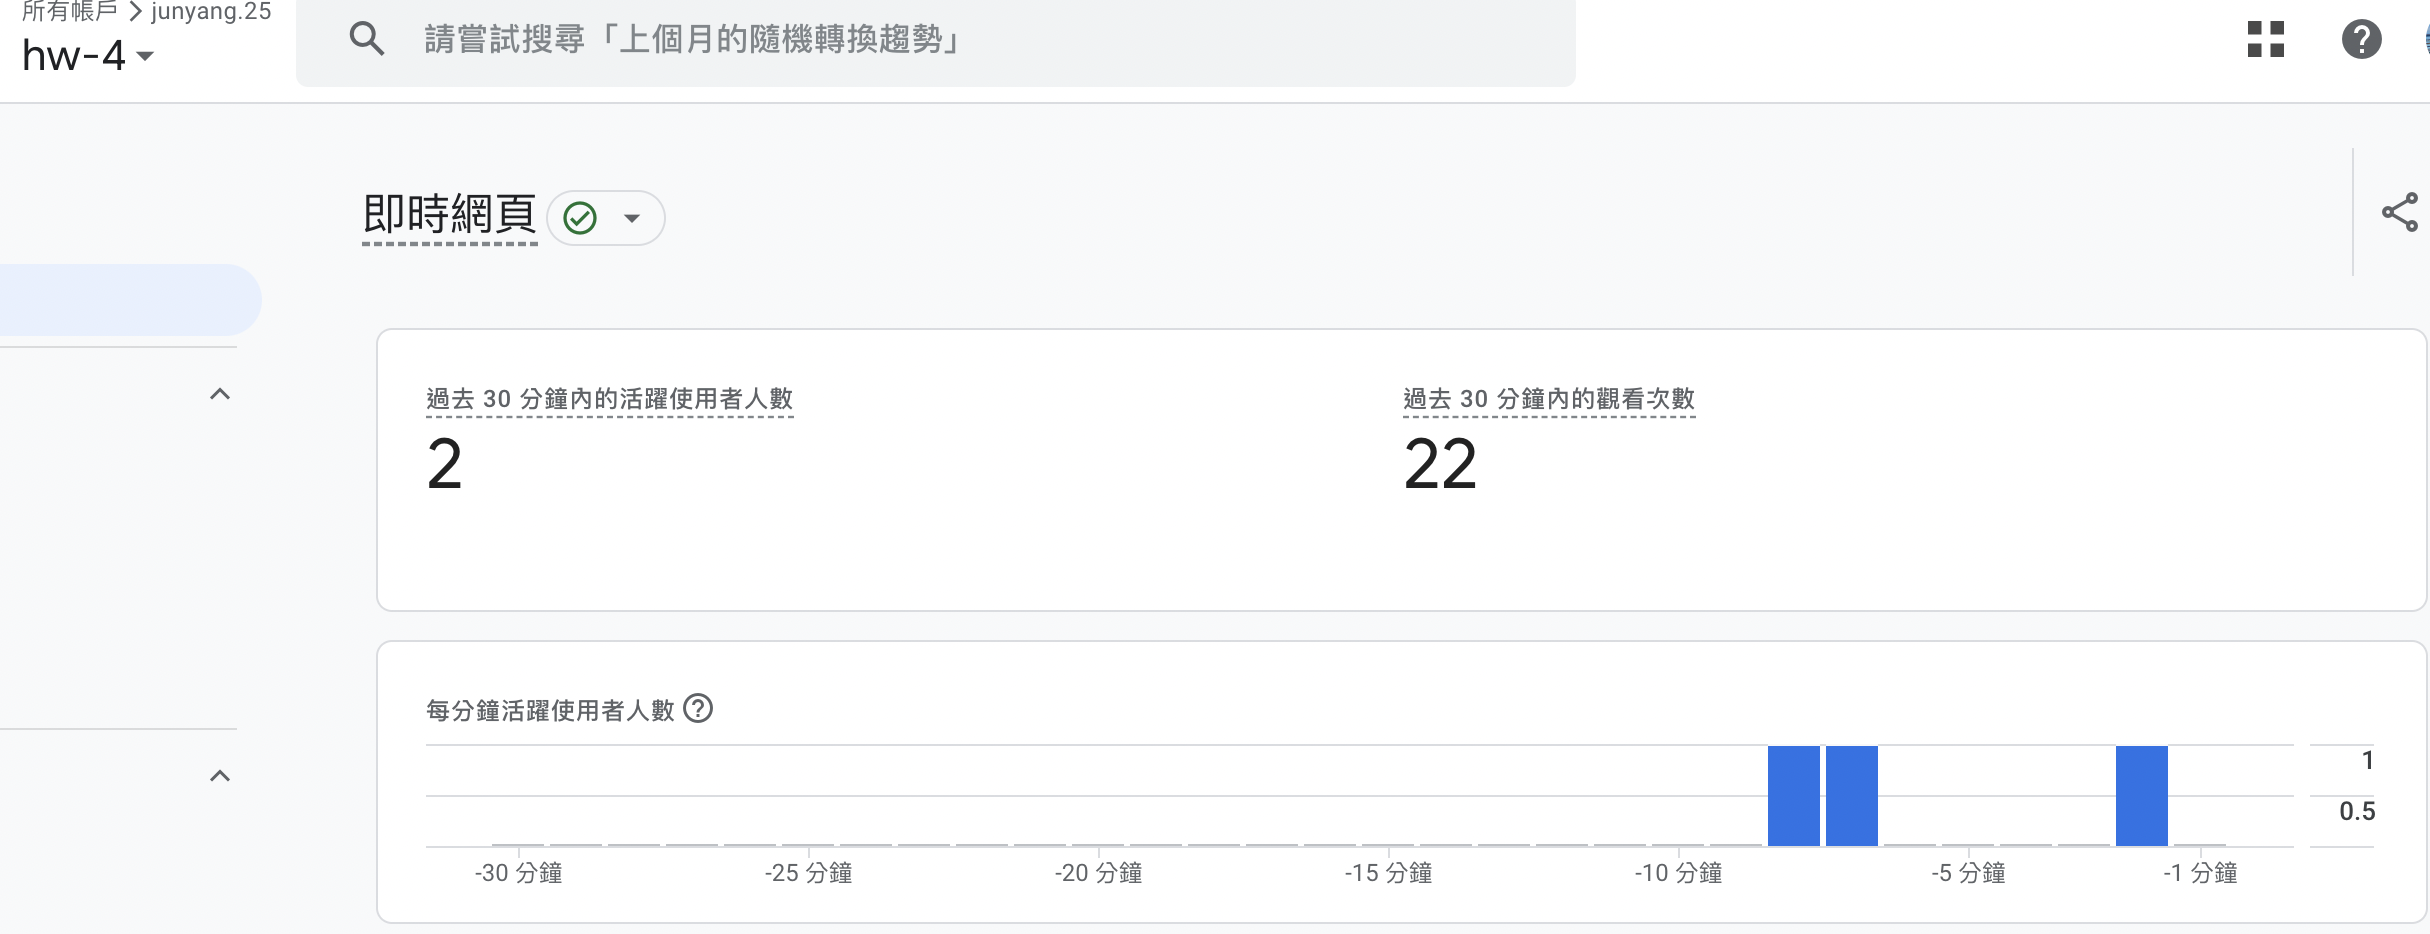 所有帳戶 > junyang.25
hw-4
請嘗試搜尋「上個月的隨機轉換趨勢」
即時網頁
過去 30 分鐘內的活躍使用者人數
2
過去 30 分鐘內的觀看次數
22
每分鐘活躍使用者人數
1
0.5
-30 分鐘 -25 分鐘 -20 分鐘 -15 分鐘 -10 分鐘 -5 分鐘 -1 分鐘